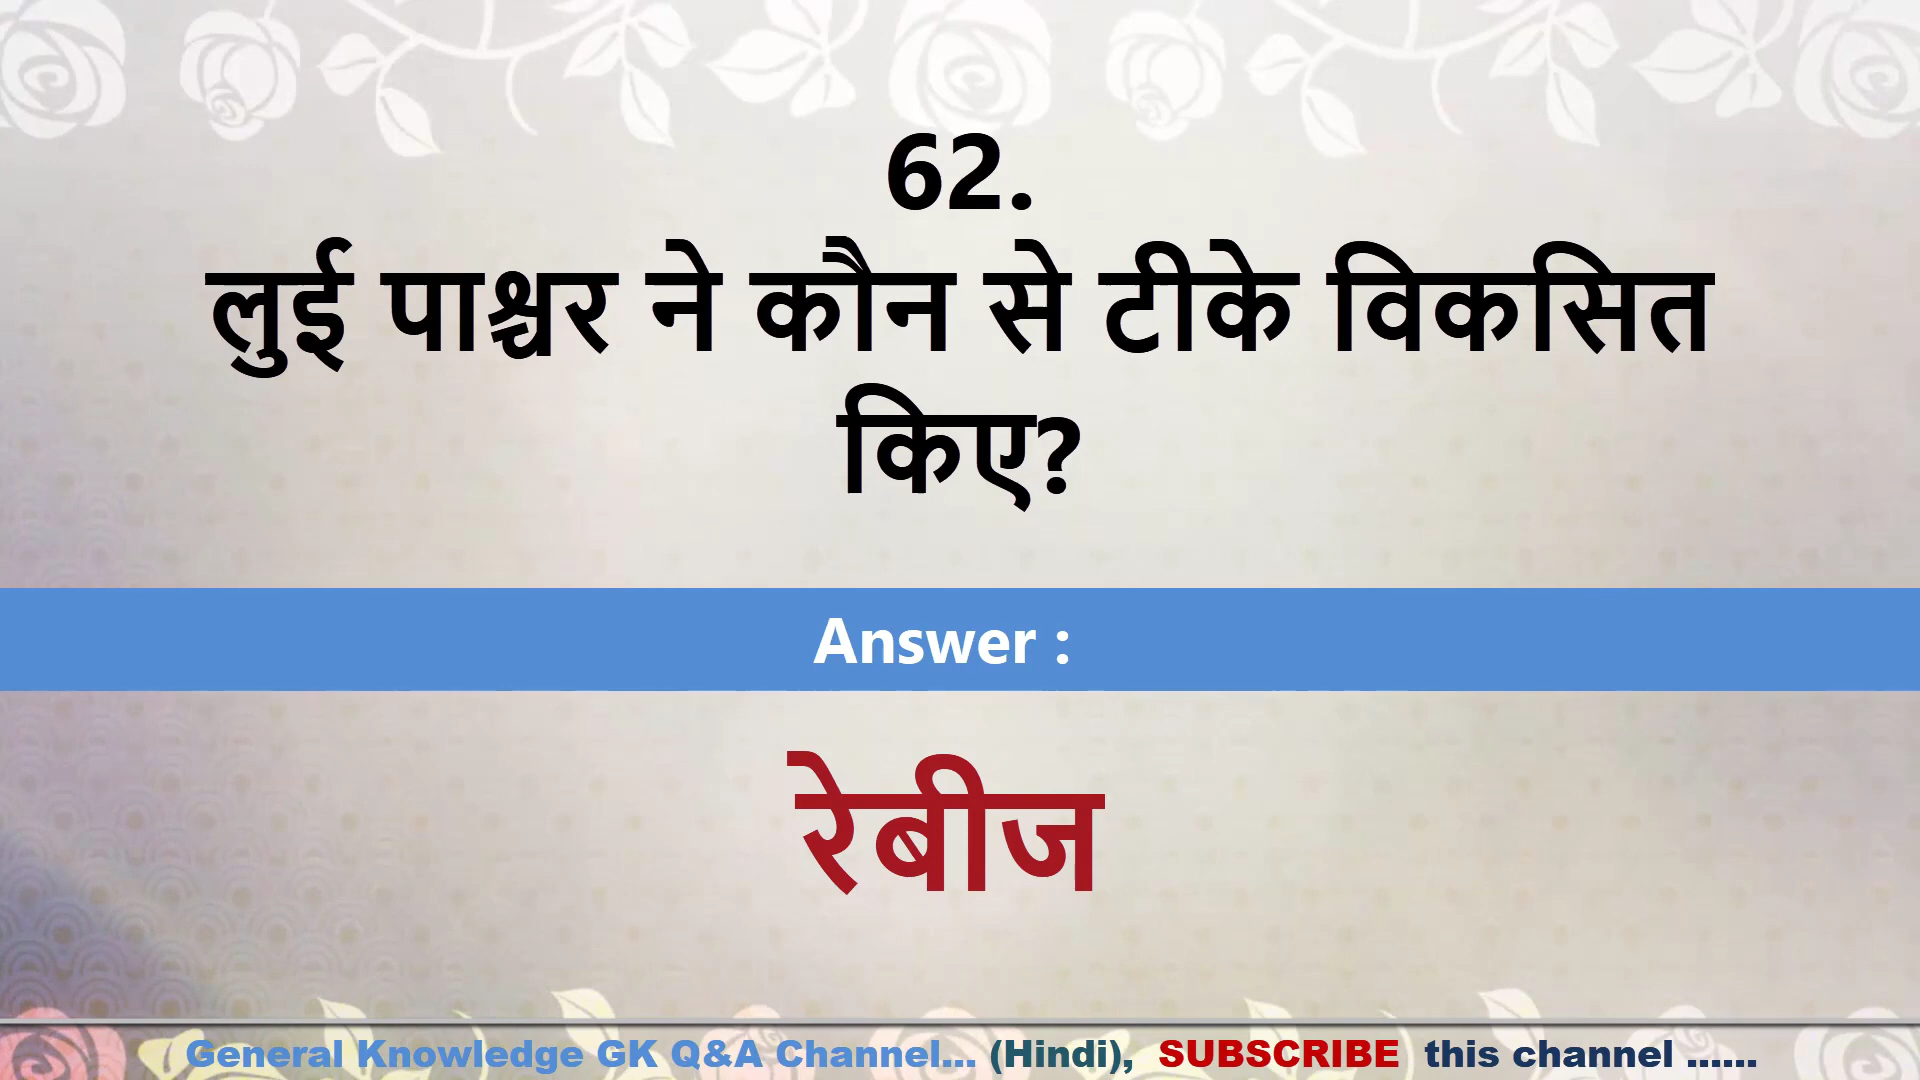 62.
लुई पाश्चर ने कौन से टीके विकसित
किए?
Answer :
रेबीज
General Knowledge GK Q&A Channel... (Hindi), SUBSCRIBE this channel ......